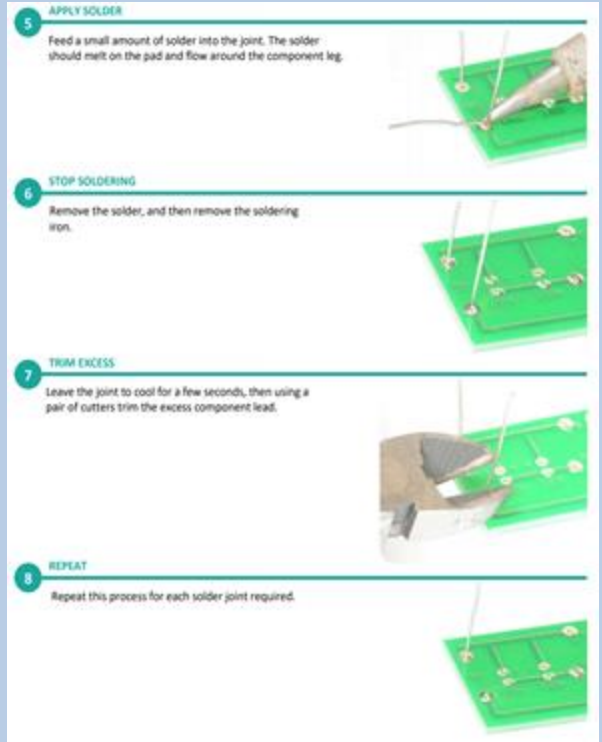 5
APPLY SOLDER
Feed a small amount of solder into the joint. The solder
should melt on the pad and flow around the component leg.
6
STOP SOLDERING
Remove the solder, and then remove the soldering
iron.
7
TRIM EXCESS
Leave the joint to cool for a few seconds, then using a
pair of cutters trim the excess component lead.
8
REPEAT
Repeat this process for each solder joint required.